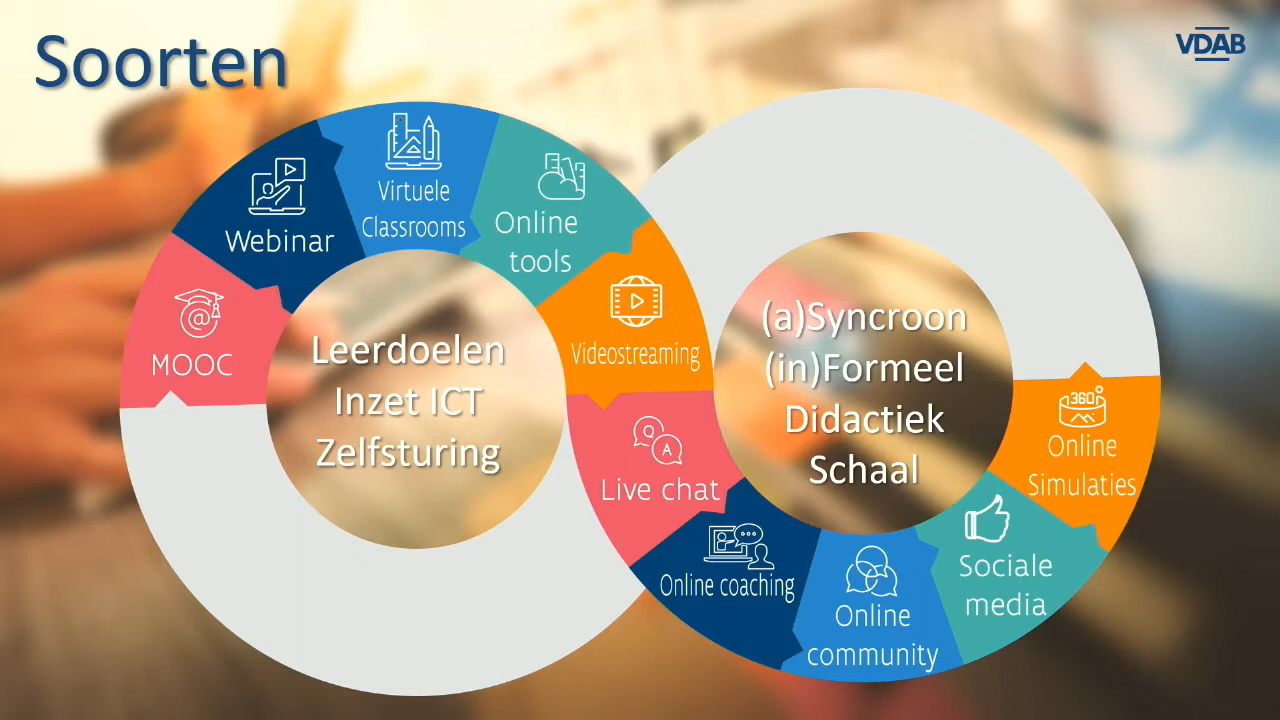 Soorten
VDAB
MOOC
Webinar
Virtuele
Classrooms
Online
tools
Videostreaming
Live chat
Q
A
Online coaching
Online
community
Sociale
media
360°
Online
Simulaties
Leerdoelen
Inzet ICT
Zelfsturing
(a)Syncroon
(in)Formeel
Didactiek
Schaal